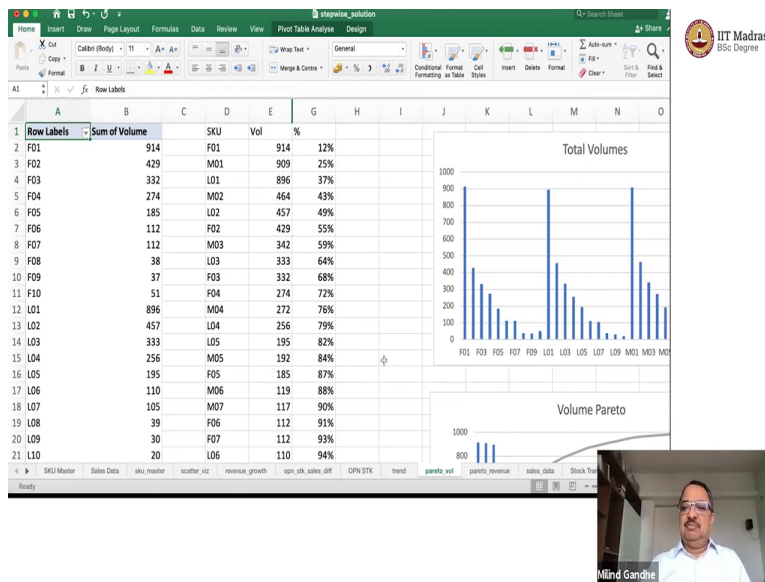 stepwise_solution
Search Sheet
Home Insert Draw Page Layout Formulas Data Review View Pivot Table Analyse Design Share
Paste
Cut
Copy
Format
Calibri (Body) 11 A A
B I U A
Wrap Text
Merge & Centre
General
% )
Conditional Formatting
Format as Table
Cell Styles
Insert
Delete
Format
Auto-sum
Fill
Clear
Sort & Filter
Find & Select
A1 fx Row Labels
A B C D E G H I J K L M N O
1 Row Labels Sum of Volume SKU Vol %
2 F01 914 F01 914 12%
3 F02 429 M01 909 25%
4 F03 332 L01 896 37%
5 F04 274 M02 464 43%
6 F05 185 L02 457 49%
7 F06 112 F02 429 55%
8 F07 112 M03 342 59%
9 F08 38 L03 333 64%
10 F09 37 F03 332 68%
11 F10 51 F04 274 72%
12 L01 896 M04 272 76%
13 L02 457 L04 256 79%
14 L03 333 L05 195 82%
15 L04 256 M05 192 84%
16 L05 195 F05 185 87%
17 L06 110 M06 119 88%
18 L07 105 M07 117 90%
19 L08 39 F06 112 91%
20 L09 30 F07 112 93%
21 L10 20 L06 110 94%
Total Volumes
1000
900
800
700
600
500
400
300
200
100
0
F01 F03 F05 F07 F09 L01 L03 L05 L07 L09 M01 M03 M05
Volume Pareto
1000
800
SKU Master Sales Data sku_master scatter_viz revenue_growth opn_stk_sales_diff OPN STK trend pareto_vol pareto_revenue sales_data Stock Tran
Ready
IIT Madras
BSc Degree
Milind Gandhe